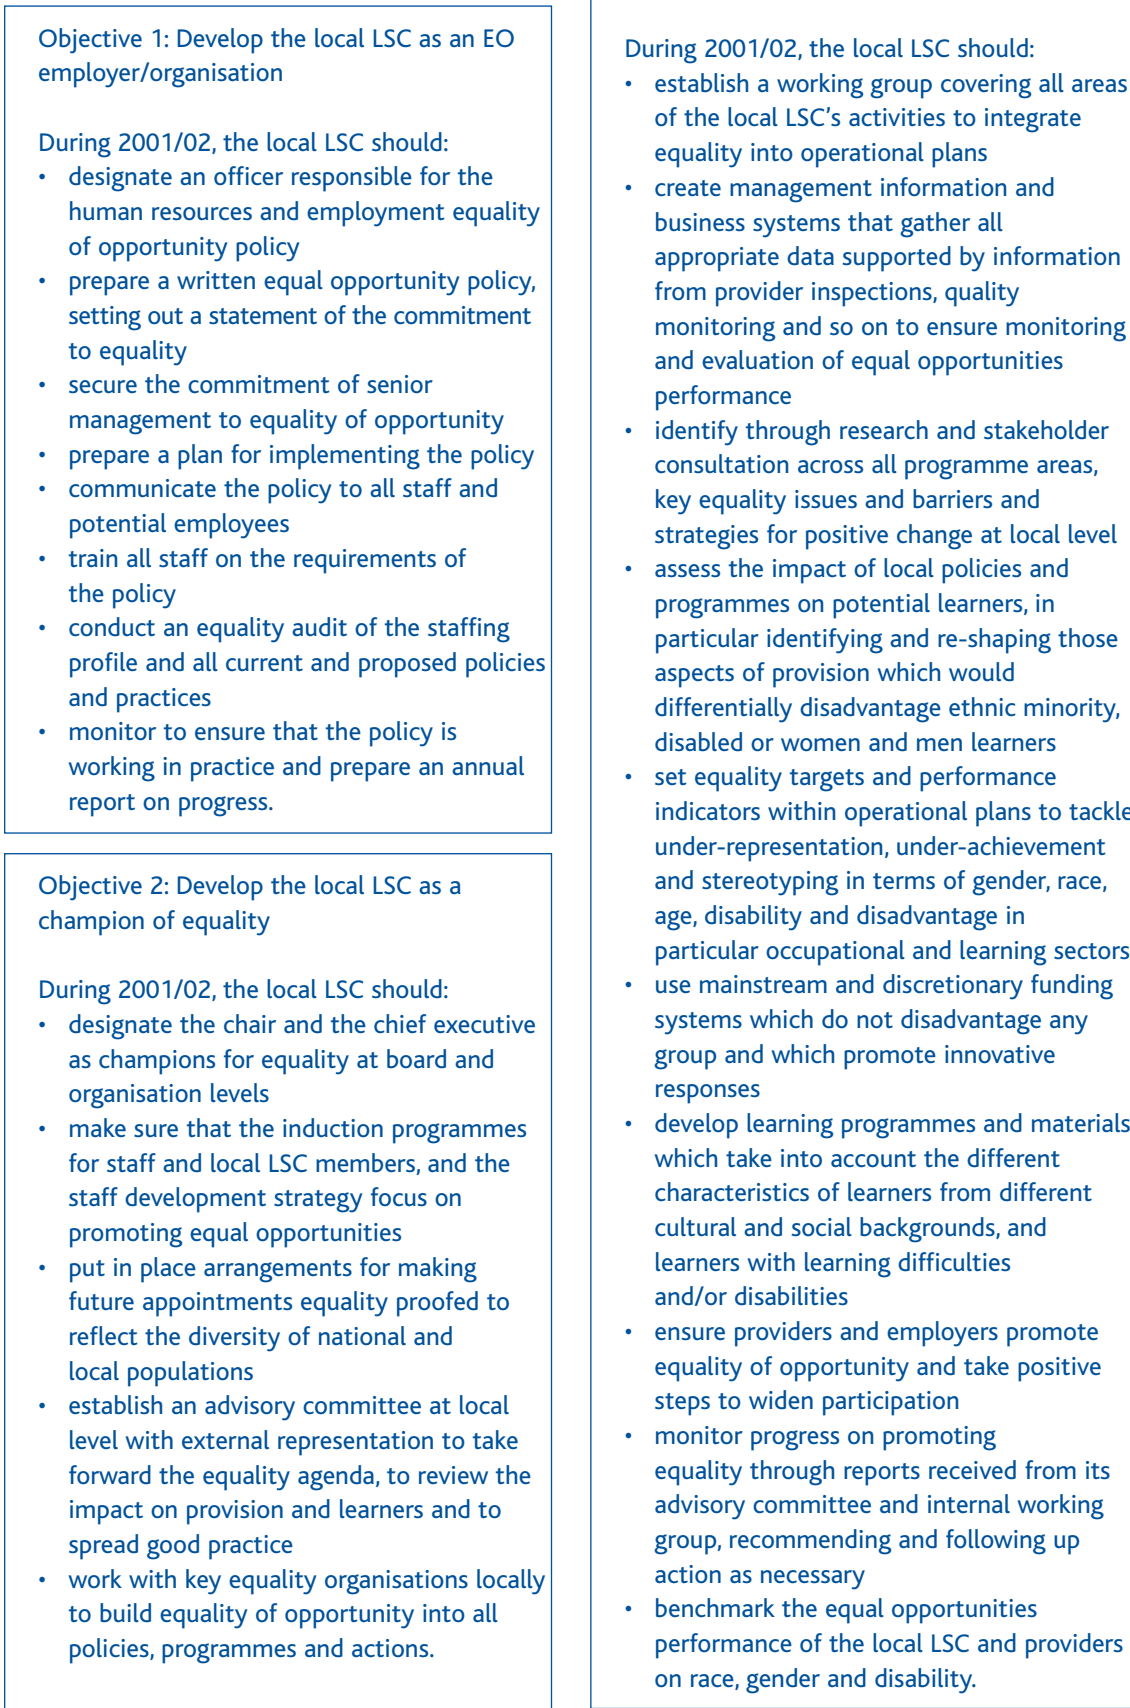 Objective 1: Develop the local LSC as an EO
employer/organisation
During 2001/02, the local LSC should:
• designate an officer responsible for the
human resources and employment equality
of opportunity policy
• prepare a written equal opportunity policy,
setting out a statement of the commitment
to equality
• secure the commitment of senior
management to equality of opportunity
• prepare a plan for implementing the policy
• communicate the policy to all staff and
potential employees
• train all staff on the requirements of
the policy
• conduct an equality audit of the staffing
profile and all current and proposed policies
and practices
• monitor to ensure that the policy is
working in practice and prepare an annual
report on progress.
Objective 2: Develop the local LSC as a
champion of equality
During 2001/02, the local LSC should:
• designate the chair and the chief executive
as champions for equality at board and
organisation levels
• make sure that the induction programmes
for staff and local LSC members, and the
staff development strategy focus on
promoting equal opportunities
• put in place arrangements for making
future appointments equality proofed to
reflect the diversity of national and
local populations
• establish an advisory committee at local
level with external representation to take
forward the equality agenda, to review the
impact on provision and learners and to
spread good practice
• work with key equality organisations locally
to build equality of opportunity into all
policies, programmes and actions.
During 2001/02, the local LSC should:
• establish a working group covering all areas
of the local LSC's activities to integrate
equality into operational plans
• create management information and
business systems that gather all
appropriate data supported by information
from provider inspections, quality
monitoring and so on to ensure monitoring
and evaluation of equal opportunities
performance
• identify through research and stakeholder
consultation across all programme areas,
key equality issues and barriers and
strategies for positive change at local level
• assess the impact of local policies and
programmes on potential learners, in
particular identifying and re-shaping those
aspects of provision which would
differentially disadvantage ethnic minority,
disabled or women and men learners
• set equality targets and performance
indicators within operational plans to tackle
under-representation, under-achievement
and stereotyping in terms of gender, race,
age, disability and disadvantage in
particular occupational and learning sectors
• use mainstream and discretionary funding
systems which do not disadvantage any
group and which promote innovative
responses
• develop learning programmes and materials
which take into account the different
characteristics of learners from different
cultural and social backgrounds, and
learners with learning difficulties
and/or disabilities
• ensure providers and employers promote
equality of opportunity and take positive
steps to widen participation
• monitor progress on promoting
equality through reports received from its
advisory committee and internal working
group, recommending and following up
action as necessary
• benchmark the equal opportunities
performance of the local LSC and providers
on race, gender and disability.